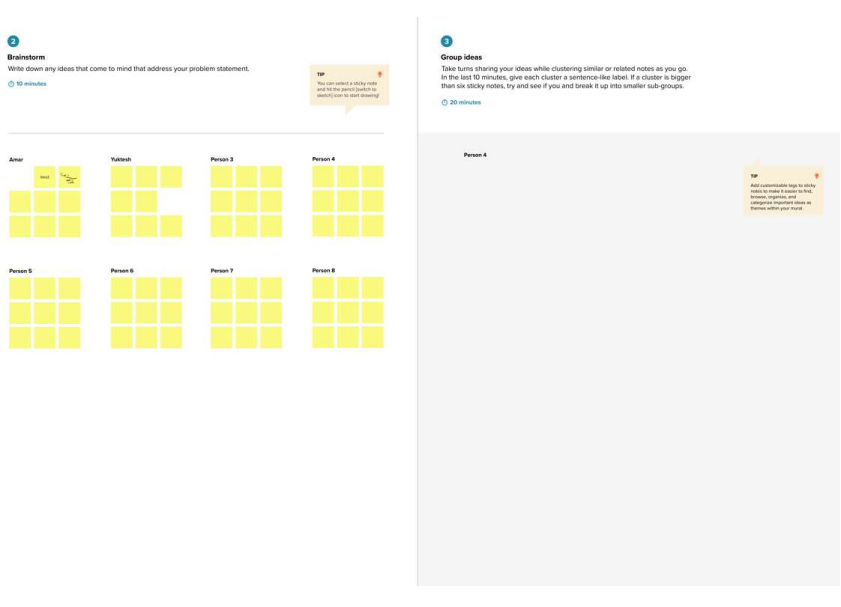 2
Brainstorm
Write down any ideas that come to mind that address your problem statement.
10 minutes
TIP
You can select a sticky note
and hit the pencil [switch to
sketch] icon to start drawing!
Amar
Yuktesh
Person 3
Person 4
Person 5
Person 6
Person 7
Person 8
3
Group ideas
Take turns sharing your ideas while clustering similar or related notes as you go.
In the last 10 minutes, give each cluster a sentence-like label. If a cluster is bigger
than six sticky notes, try and see if you and break it up into smaller sub-groups.
20 minutes
Person 4
TIP
Add customizable tags to sticky
notes to make it easier to find,
browse, organize, and
categorize important ideas as
themes within your mural.